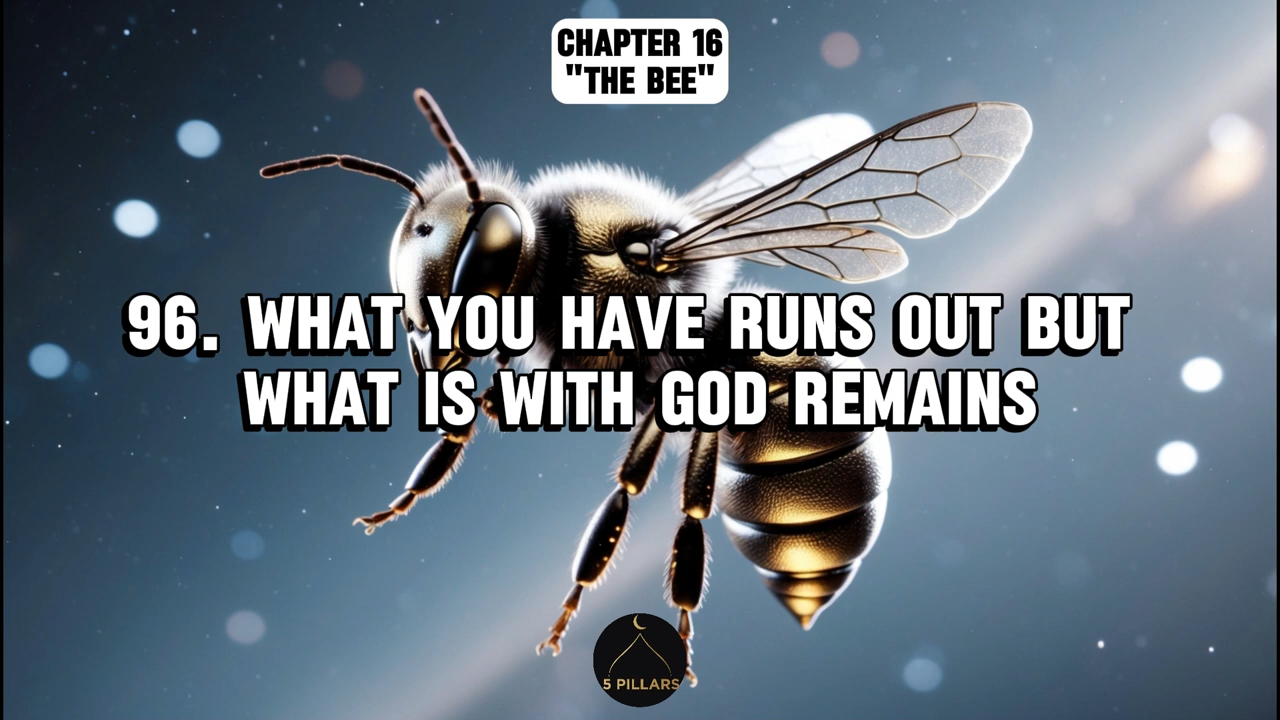 CHAPTER 16
"THE BEE"
96. WHAT YOU HAVE RUNS OUT BUT
WHAT IS WITH GOD REMAINS
5 PILLARS